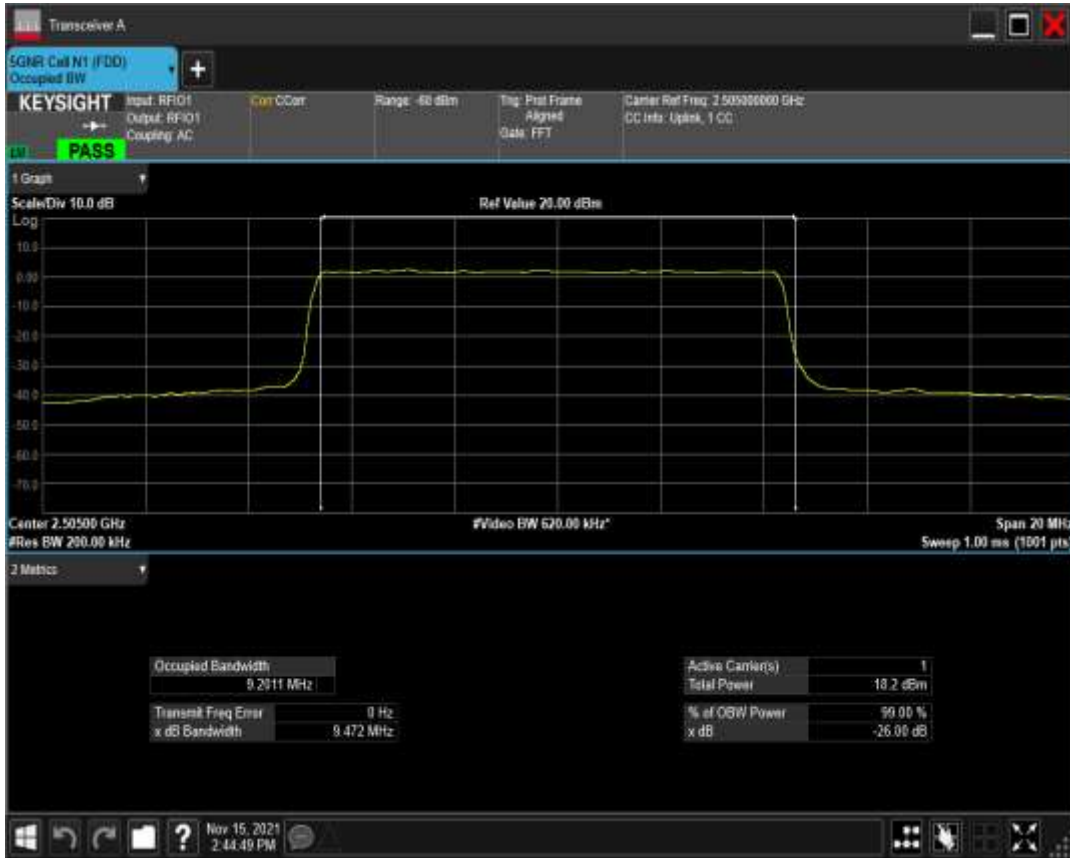 Transceiver A
5GNR Cell N1 (FDD)
Occupied BW
+
KEYSIGHT
Input: RFIO1
Output: RFIO1
Coupling: AC
Corr CCorr
Range: -60 dBm
Trig: Prot Frame
Aligned
Gate: FFT
Carrier Ref Freq: 2.505000000 GHz
CC Info: Uplink, 1 CC
PASS
1 Graph
Scale/Div 10.0 dB
Ref Value 20.00 dBm
Log
10.0
0.00
-10.0
-20.0
-30.0
-40.0
-50.0
-60.0
-70.0
Center 2.50500 GHz
#Video BW 620.00 kHz*
Span 20 MHz
#Res BW 200.00 kHz
Sweep 1.00 ms (1001 pts)
2 Metrics
Occupied Bandwidth
9.2011 MHz
Active Carrier(s) 1
Total Power 18.2 dBm
Transmit Freq Error 0 Hz
x dB Bandwidth 9.472 MHz
% of OBW Power 99.00 %
x dB -26.00 dB
?
Nov 15, 2021
2:44:49 PM